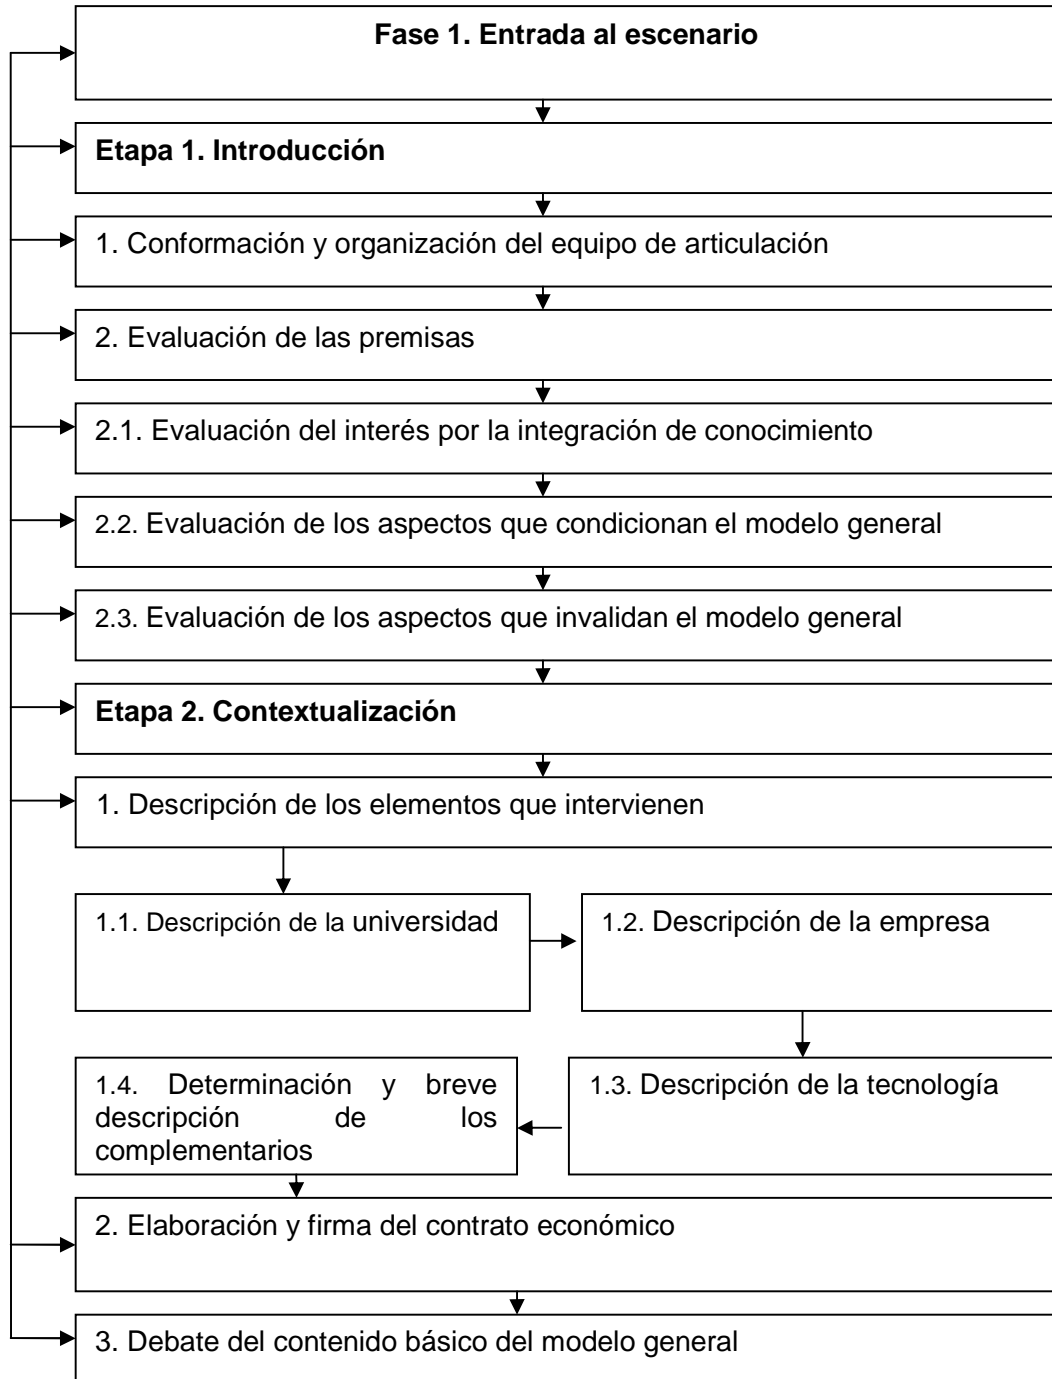 Fase 1. Entrada al escenario
Etapa 1. Introducción
1. Conformación y organización del equipo de articulación
2. Evaluación de las premisas
2.1. Evaluación del interés por la integración de conocimiento
2.2. Evaluación de los aspectos que condicionan el modelo general
2.3. Evaluación de los aspectos que invalidan el modelo general
Etapa 2. Contextualización
1. Descripción de los elementos que intervienen
1.1. Descripción de la universidad
1.2. Descripción de la empresa
1.3. Descripción de la tecnología
1.4. Determinación y breve
descripción de los
complementarios
2. Elaboración y firma del contrato económico
3. Debate del contenido básico del modelo general